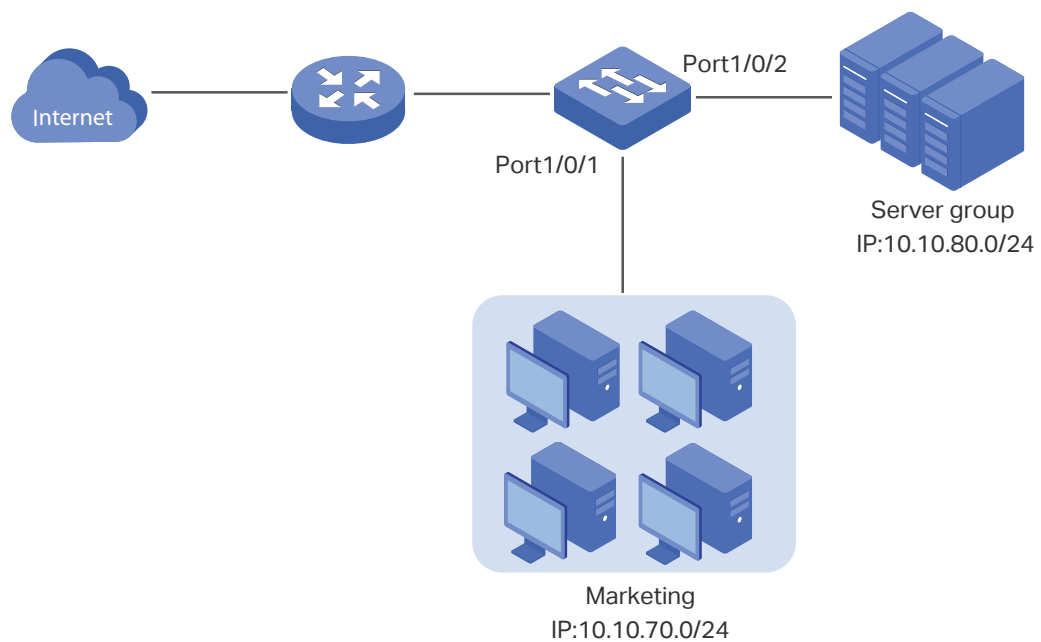 Internet
Port1/0/2
Port1/0/1
Server group
IP:10.10.80.0/24
Marketing
IP:10.10.70.0/24